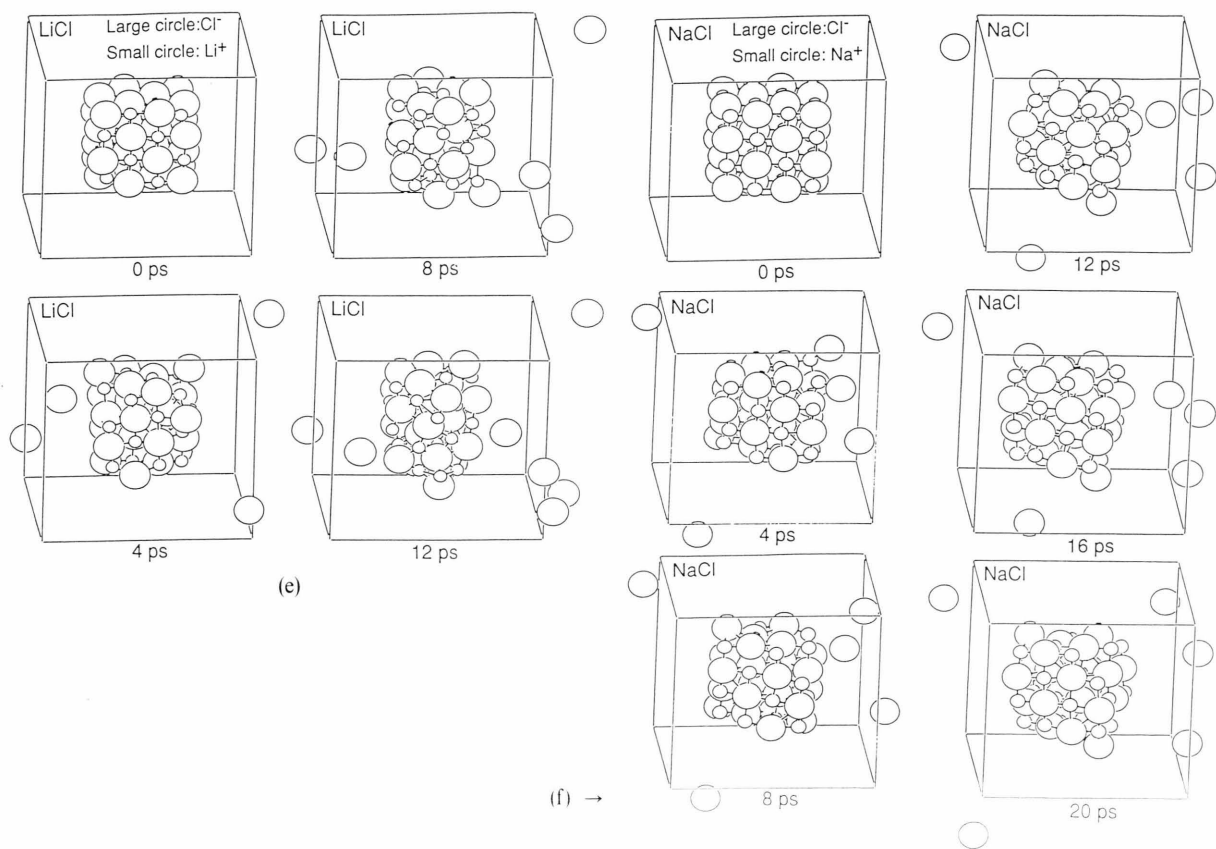 LiCl
Large circle:Cl⁻
Small circle: Li⁺
0 ps
LiCl
8 ps
LiCl
4 ps
LiCl
12 ps
(e)
NaCl
Large circle:Cl⁻
Small circle: Na⁺
0 ps
NaCl
12 ps
NaCl
4 ps
NaCl
16 ps
NaCl
8 ps
NaCl
20 ps
(f) →